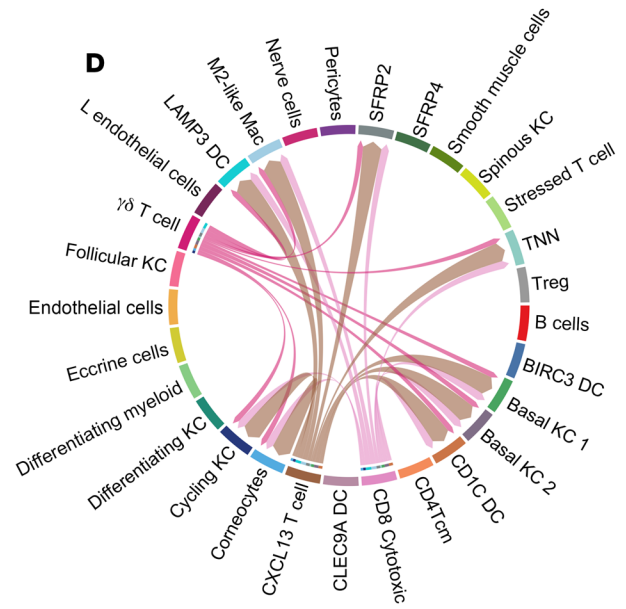 D
Nerve cells
Pericytes
SFRP2
SFRP4
Smooth muscle cells
Spinous KC
Stressed T cell
TNN
Treg
B cells
BIRC3 DC
Basal KC 1
Basal KC 2
CD1C DC
CD4Tcm
CD8 Cytotoxic
CLEC9A DC
CXCL13 T cell
Corneocytes
Cycling KC
Differentiating KC
Differentiating myeloid
Eccrine cells
Endothelial cells
Follicular KC
γδ T cell
L endothelial cells
LAMP3 DC
M2-like Mac